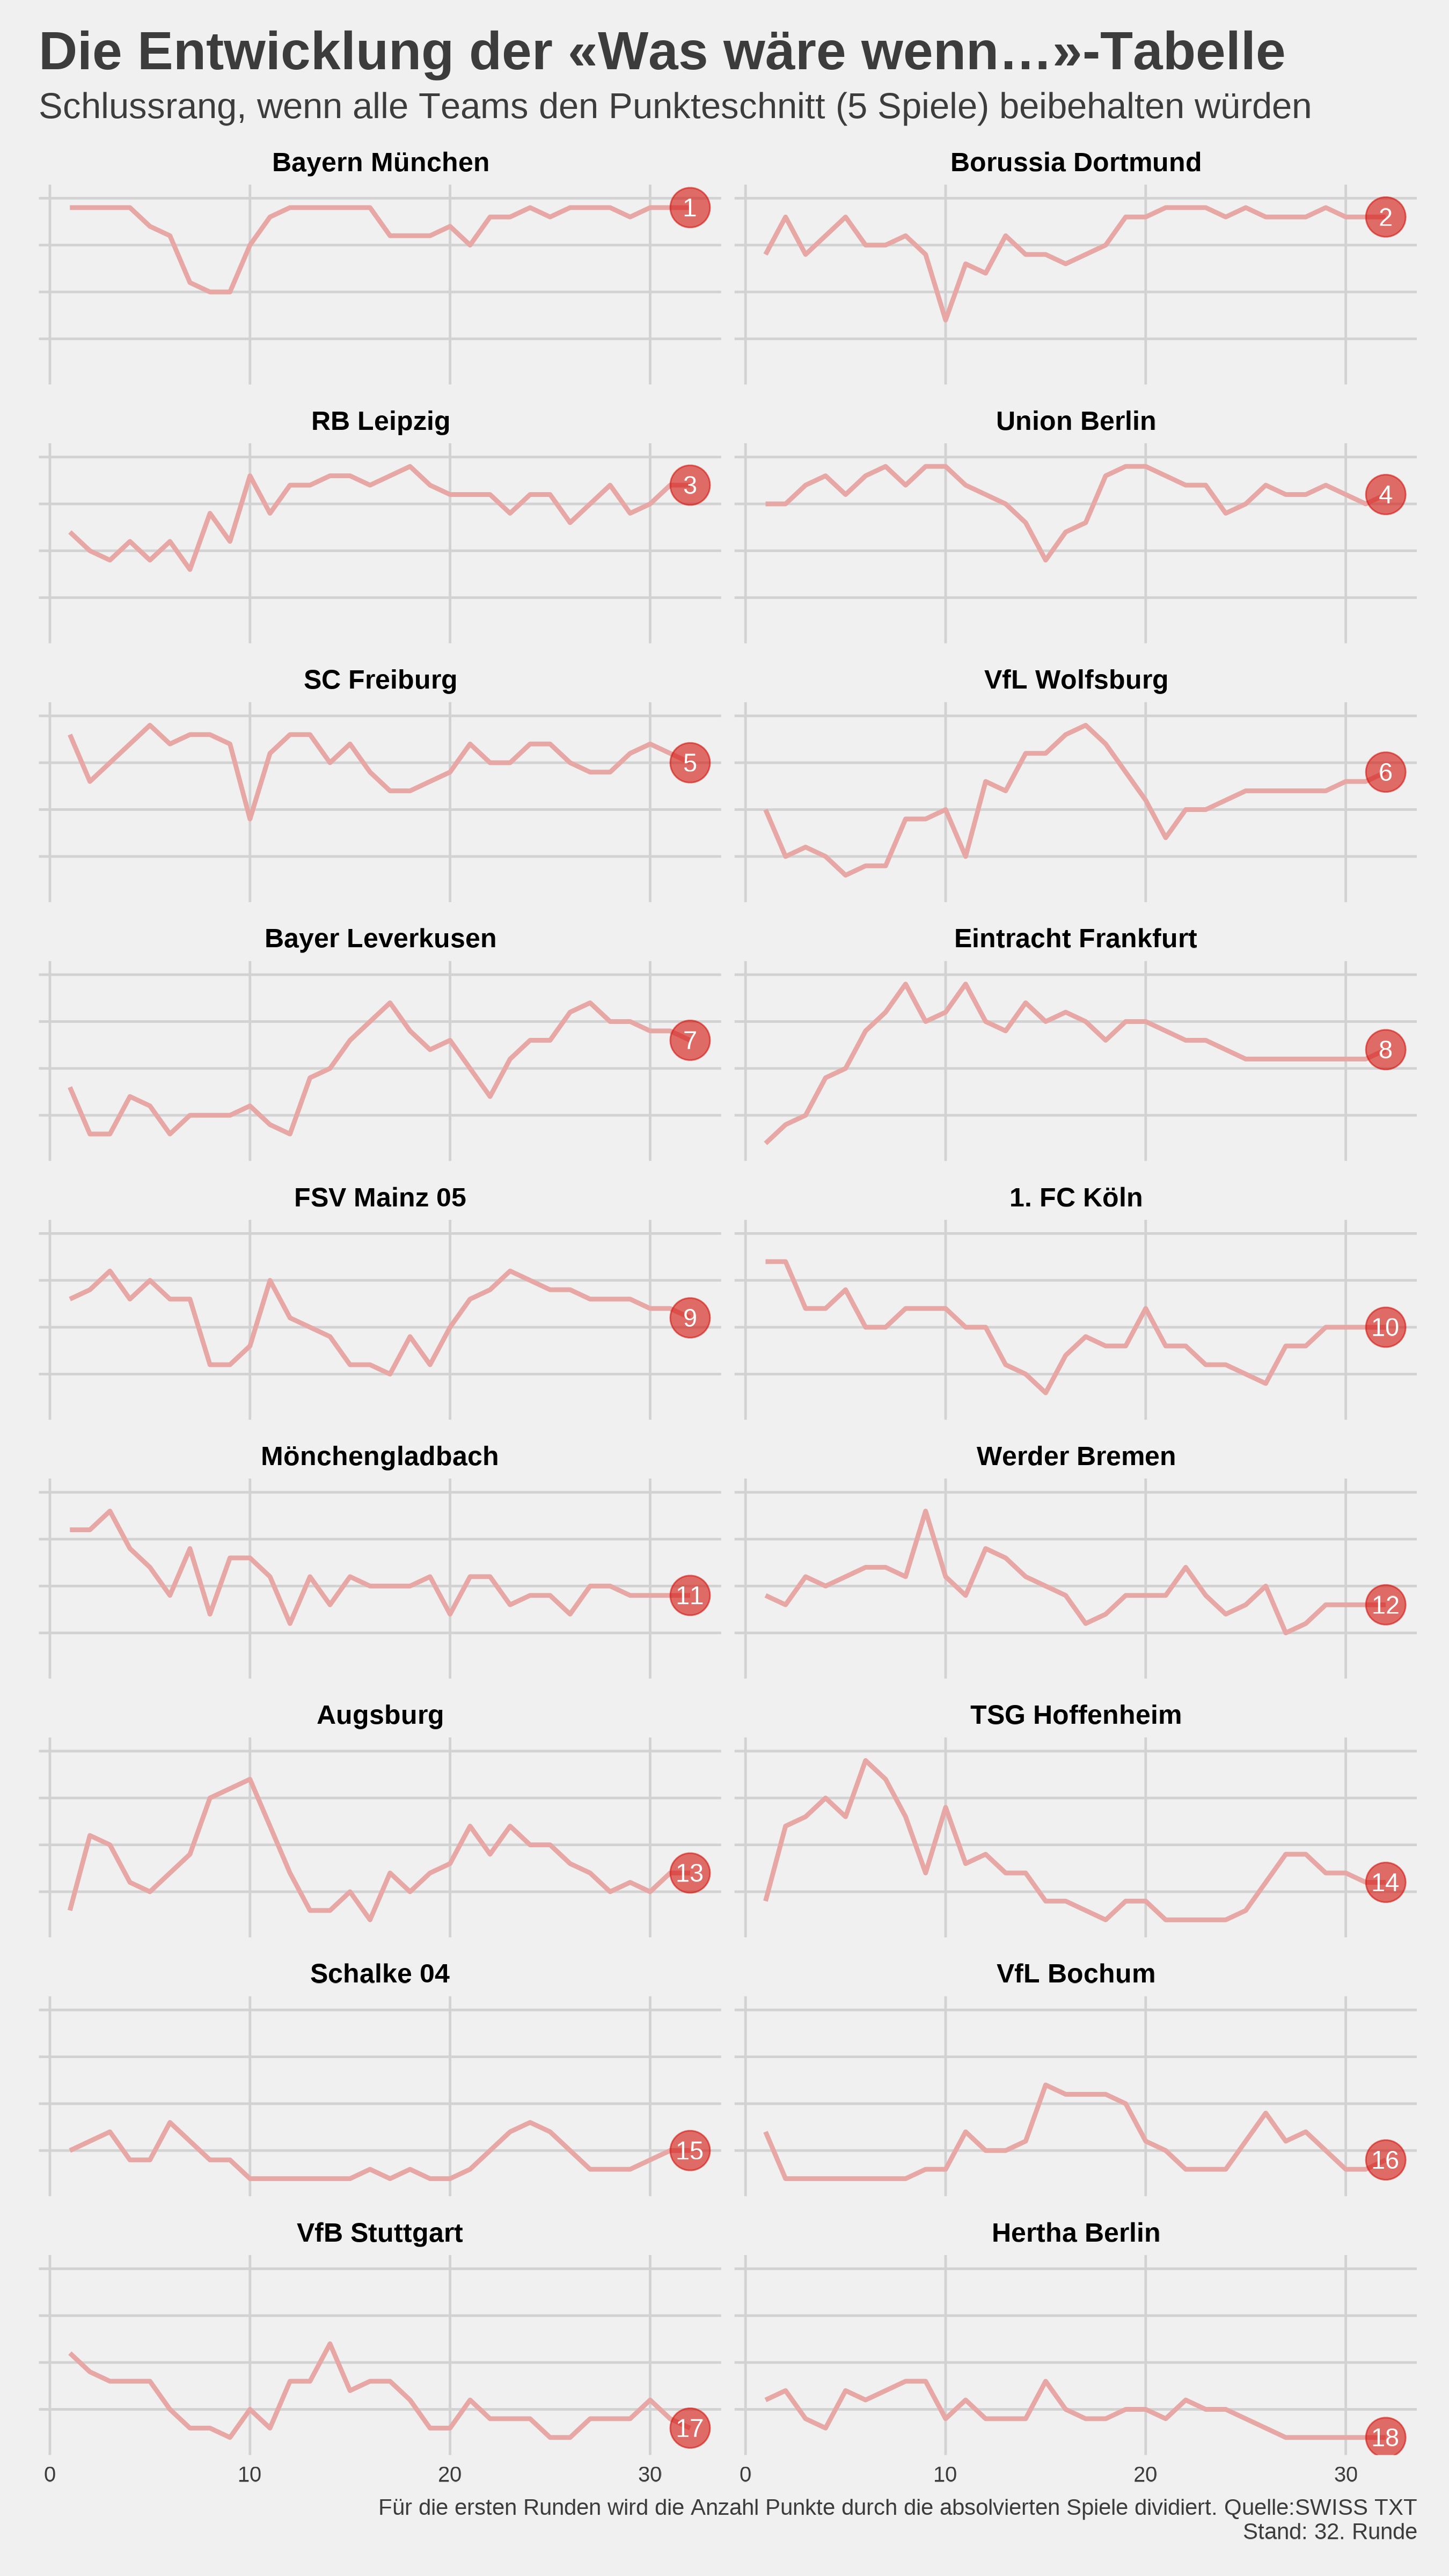 Die Entwicklung der «Was wäre wenn…»-Tabelle
Schlussrang, wenn alle Teams den Punkteschnitt (5 Spiele) beibehalten würden
Bayern München
Borussia Dortmund
1
2
RB Leipzig
Union Berlin
3
4
SC Freiburg
VfL Wolfsburg
5
6
Bayer Leverkusen
Eintracht Frankfurt
7
8
FSV Mainz 05
1. FC Köln
9
10
Mönchengladbach
Werder Bremen
11
12
Augsburg
TSG Hoffenheim
13
14
Schalke 04
VfL Bochum
15
16
VfB Stuttgart
Hertha Berlin
17
18
0 10 20 30 0 10 20 30
Für die ersten Runden wird die Anzahl Punkte durch die absolvierten Spiele dividiert. Quelle:SWISS TXT
Stand: 32. Runde